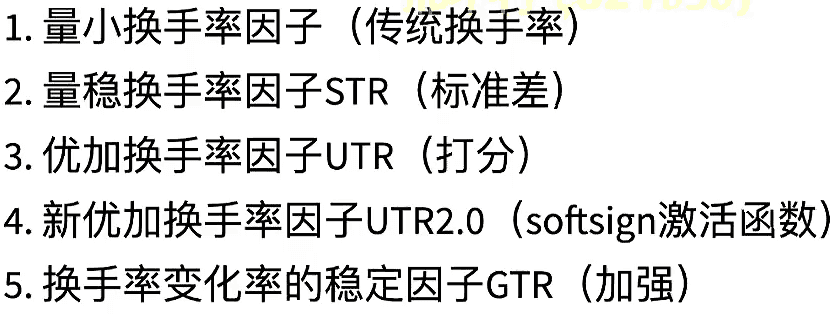 1. 量小换手率因子（传统换手率）
2. 量稳换手率因子STR（标准差）
3. 优加换手率因子UTR（打分）
4. 新优加换手率因子UTR2.0（softsign激活函数）
5. 换手率变化率的稳定因子GTR（加强）